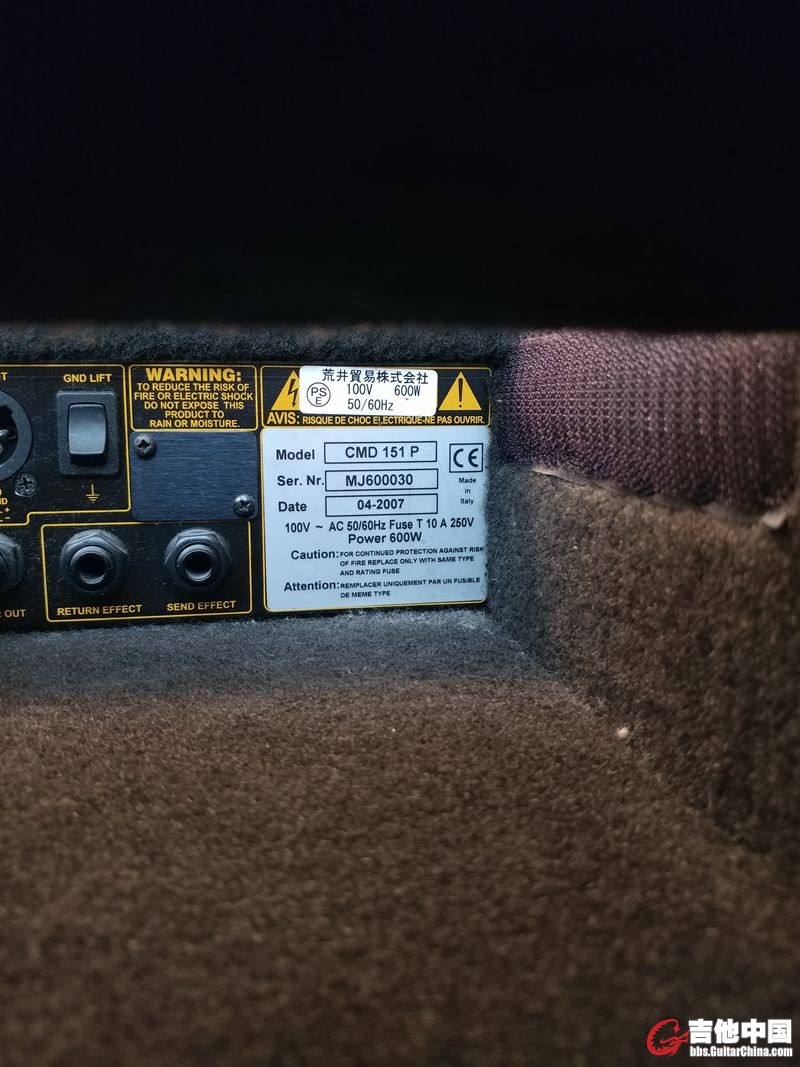 GND LIFT
WARNING:
TO REDUCE THE RISK OF
FIRE OR ELECTRIC SHOCK
DO NOT EXPOSE THIS
PRODUCT TO
RAIN OR MOISTURE.
荒井貿易株式会社
PS
E
100V 600W
50/60Hz
AVIS: RISQUE DE CHOC ELECTRIQUE-NE PAS OUVRIR.
Model CMD 151 P
Ser. Nr. MJ600030
Date 04-2007
CE
Made
in
Italy
100V ~ AC 50/60Hz Fuse T 10 A 250V
Power 600W
Caution: FOR CONTINUED PROTECTION AGAINST RISK
OF FIRE REPLACE ONLY WITH SAME TYPE
AND RATING FUSE
Attention: REMPLACER UNIQUEMENT PAR UN FUSIBLE
DE MEME TYPE
OUT
RETURN EFFECT
SEND EFFECT
吉他中国
bbs.GuitarChina.com